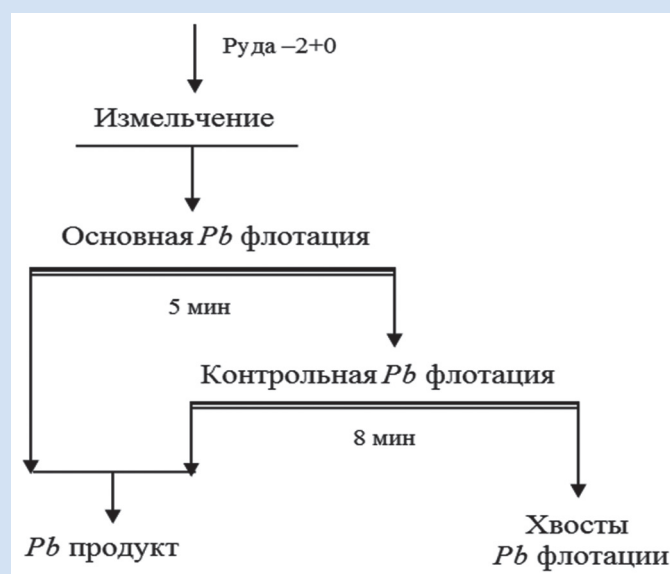 Руда –2+0
Измельчение
Основная Pb флотация
5 мин
Контрольная Pb флотация
8 мин
Pb продукт
Хвосты
Pb флотации